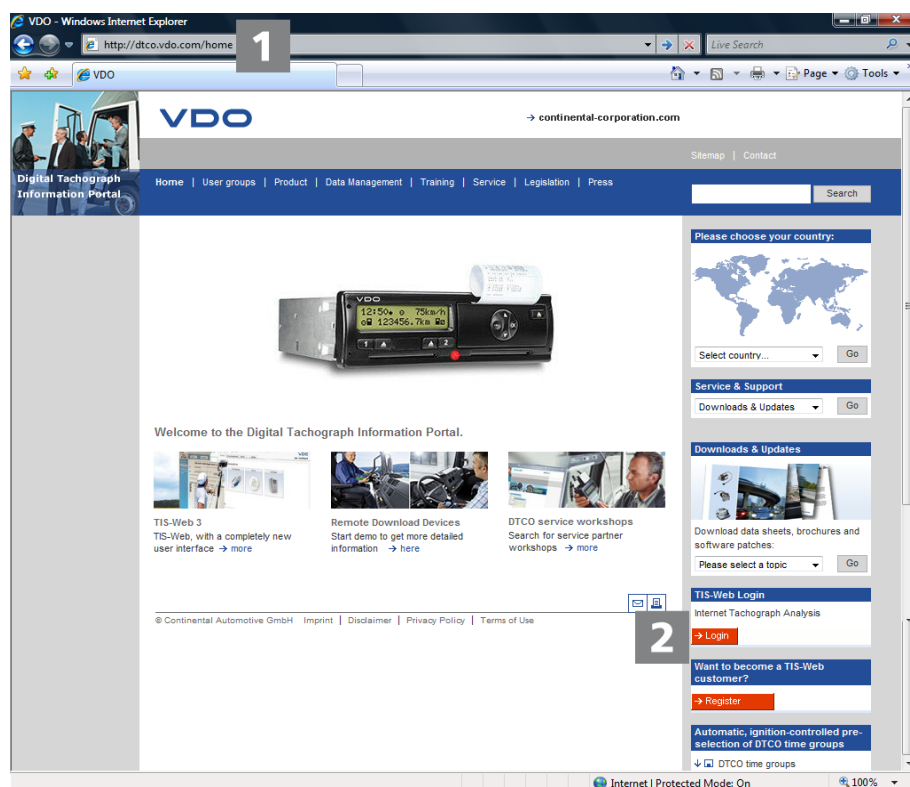 VDO - Windows Internet Explorer
http://dtco.vdo.com/home
1
Live Search
VDO
Page
Tools
VDO
→ continental-corporation.com
Sitemap | Contact
Digital Tachograph
Information Portal
Home | User groups | Product | Data Management | Training | Service | Legislation | Press
Search
Please choose your country:
VDO
12:50 75km/h
123456.7km
1 2
Select country... Go
Service & Support
Downloads & Updates Go
Welcome to the Digital Tachograph Information Portal.
Downloads & Updates
TIS-Web 3
TIS-Web, with a completely new
user interface → more
Remote Download Devices
Start demo to get more detailed
information → here
DTCO service workshops
Search for service partner
workshops → more
Download data sheets, brochures and
software patches:
Please select a topic Go
TIS-Web Login
Internet Tachograph Analysis
2
→ Login
© Continental Automotive GmbH Imprint | Disclaimer | Privacy Policy | Terms of Use
Want to become a TIS-Web
customer?
→ Register
Automatic, ignition-controlled pre-
selection of DTCO time groups
DTCO time groups
Internet | Protected Mode: On
100%